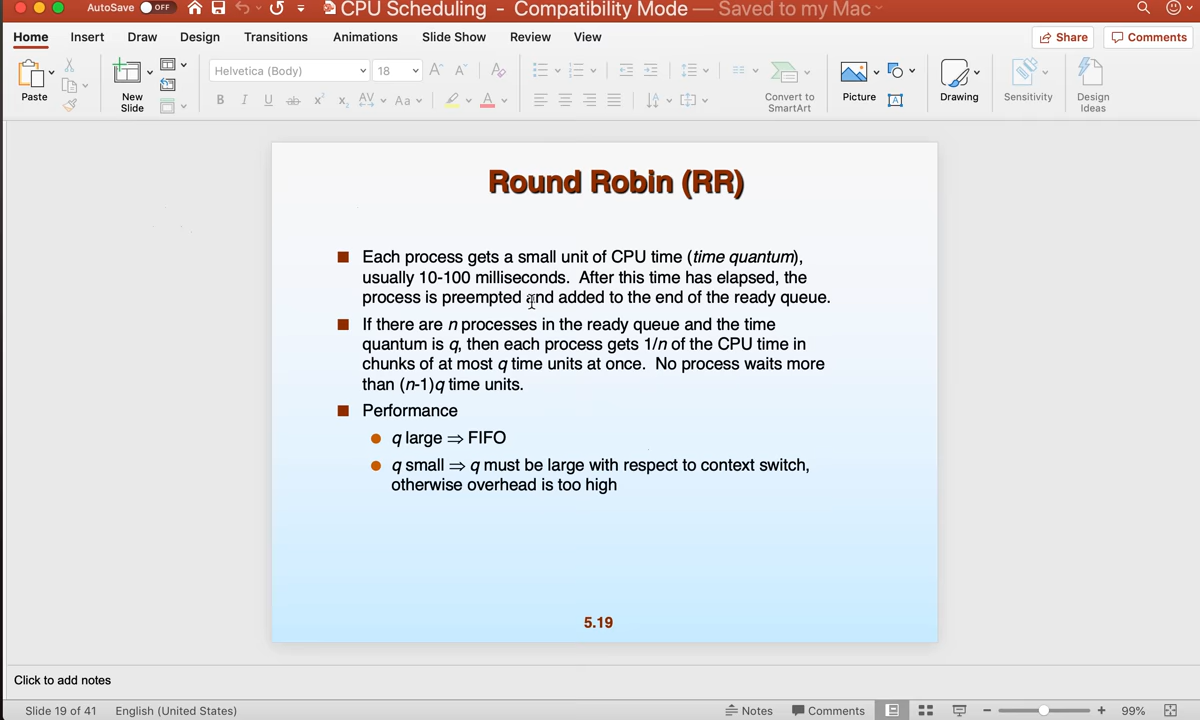 AutoSave OFF CPU Scheduling - Compatibility Mode — Saved to my Mac
Home Insert Draw Design Transitions Animations Slide Show Review View Share Comments
Helvetica (Body) 18
Paste New Slide B I U ab x² x₂ AV Aa A Convert to SmartArt Picture Drawing Sensitivity Design Ideas
Round Robin (RR)
Each process gets a small unit of CPU time (time quantum),
usually 10-100 milliseconds. After this time has elapsed, the
process is preempted and added to the end of the ready queue.
If there are n processes in the ready queue and the time
quantum is q, then each process gets 1/n of the CPU time in
chunks of at most q time units at once. No process waits more
than (n-1)q time units.
Performance
q large ⇒ FIFO
q small ⇒ q must be large with respect to context switch,
otherwise overhead is too high
5.19
Click to add notes
Slide 19 of 41 English (United States) Notes Comments 99%